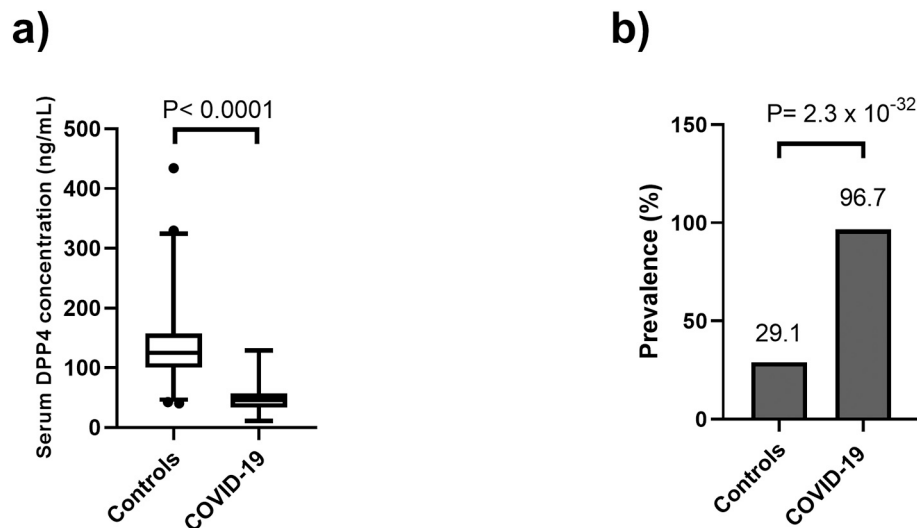 a)
P< 0.0001
Serum DPP4 concentration (ng/mL)
500
400
300
200
100
0
Controls
COVID-19
b)
P= 2.3 x 10⁻³²
Prevalence (%)
150
100
50
0
29.1
96.7
Controls
COVID-19